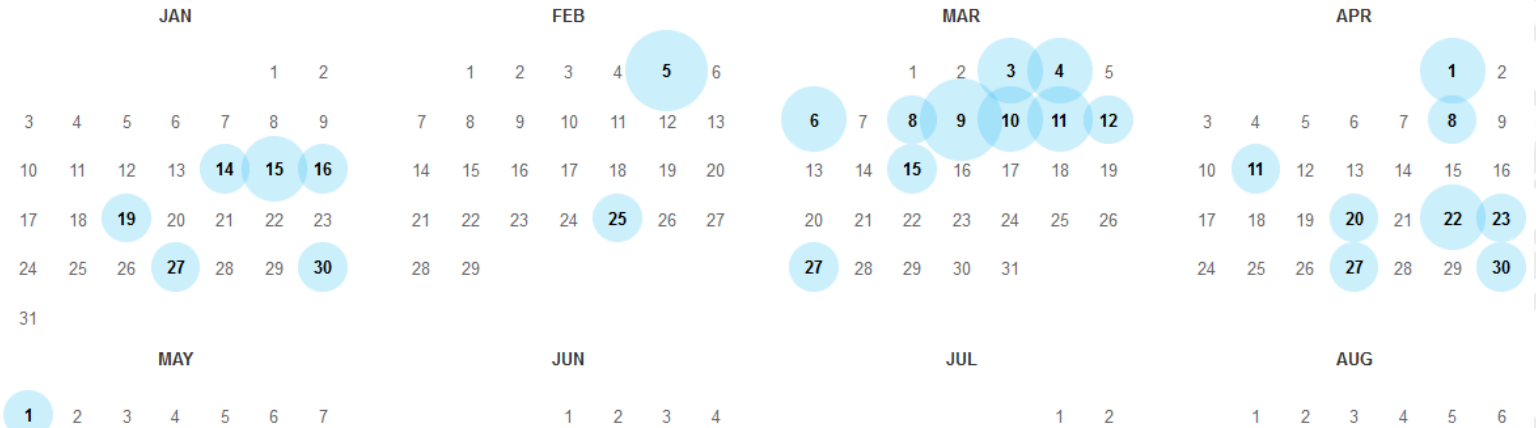 JAN FEB MAR APR
1 2 1 2 3 4 5 6 1 2 3 4 5 1 2
3 4 5 6 7 8 9 7 8 9 10 11 12 13 6 7 8 9 10 11 12 3 4 5 6 7 8 9
10 11 12 13 14 15 16 14 15 16 17 18 19 20 13 14 15 16 17 18 19 10 11 12 13 14 15 16
17 18 19 20 21 22 23 21 22 23 24 25 26 27 20 21 22 23 24 25 26 17 18 19 20 21 22 23
24 25 26 27 28 29 30 28 29 27 28 29 30 31 24 25 26 27 28 29 30
31
MAY JUN JUL AUG
1 2 3 4 5 6 7 1 2 3 4 1 2 1 2 3 4 5 6